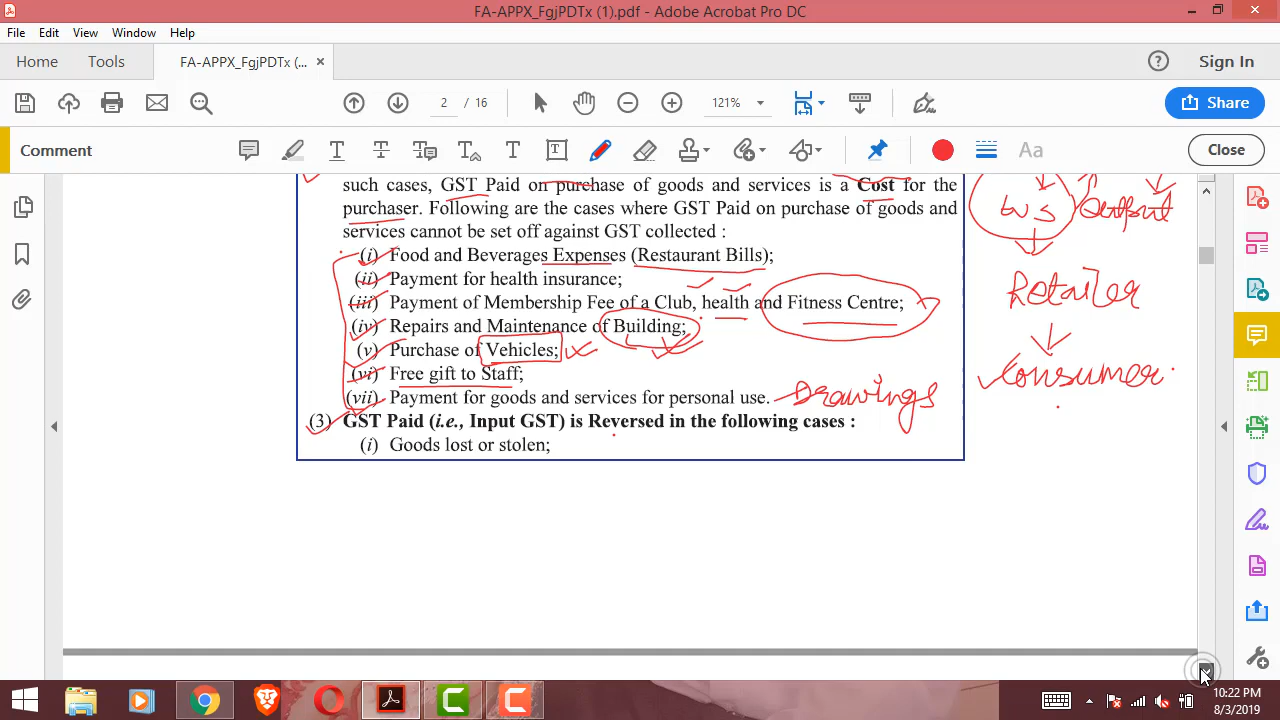 FA-APPX_FgjPDTx (1).pdf - Adobe Acrobat Pro DC
File Edit View Window Help
Home Tools FA-APPX_FgjPDTx (... × Sign In
2 / 16 121% Share
Comment Aa Close
such cases, GST Paid on purchase of goods and services is a Cost for the
purchaser. Following are the cases where GST Paid on purchase of goods and
services cannot be set off against GST collected :
(i) Food and Beverages Expenses (Restaurant Bills);
(ii) Payment for health insurance;
(iii) Payment of Membership Fee of a Club, health and Fitness Centre;
(iv) Repairs and Maintenance of Building;
(v) Purchase of Vehicles;
(vi) Free gift to Staff;
(vii) Payment for goods and services for personal use. Drawings
(3) GST Paid (i.e., Input GST) is Reversed in the following cases :
(i) Goods lost or stolen;
Output
Retailer
Consumer
10:22 PM
8/3/2019